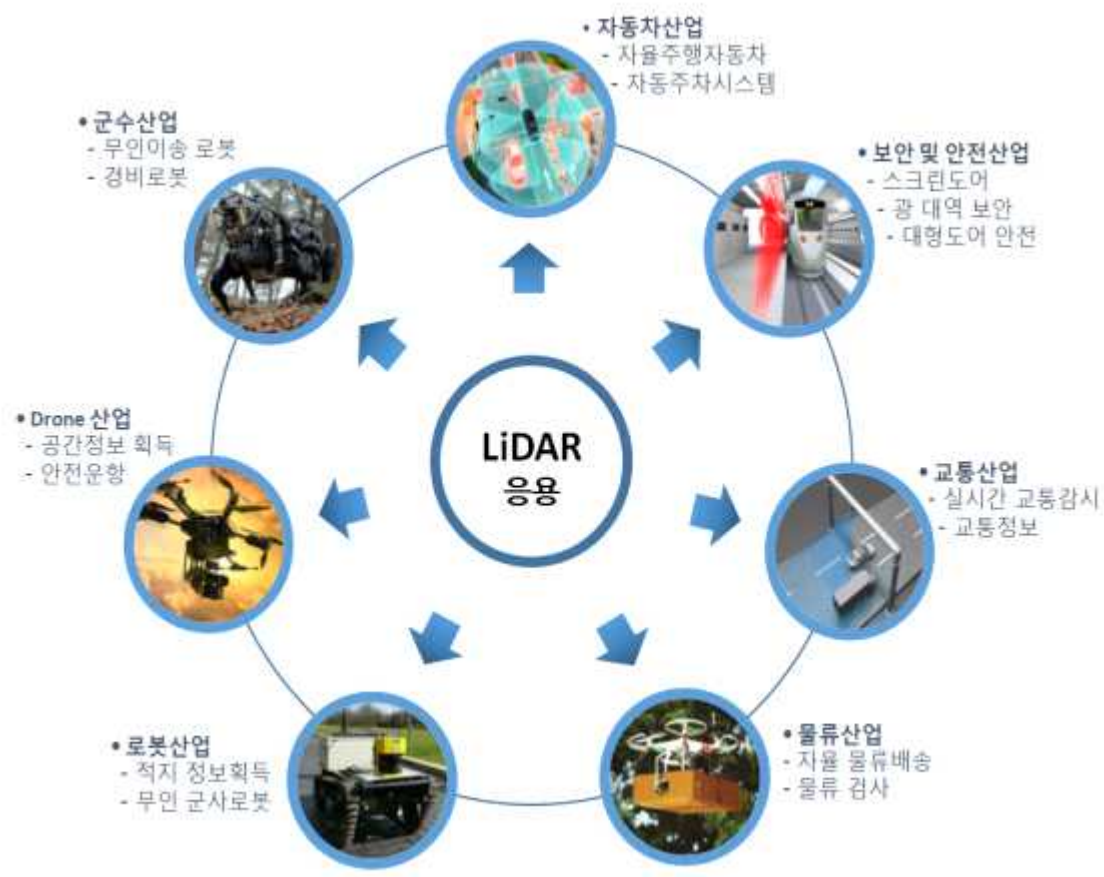 • 자동차산업
- 자율주행자동차
- 자동주차시스템
• 군수산업
- 무인이송 로봇
- 경비로봇
• 보안 및 안전산업
- 스크린도어
- 광 대역 보안
- 대형도어 안전
LiDAR
응용
• Drone 산업
- 공간정보 획득
- 안전운항
• 교통산업
- 실시간 교통감시
- 교통정보
• 로봇산업
- 적지 정보획득
- 무인 군사로봇
• 물류산업
- 자율 물류배송
- 물류 검사